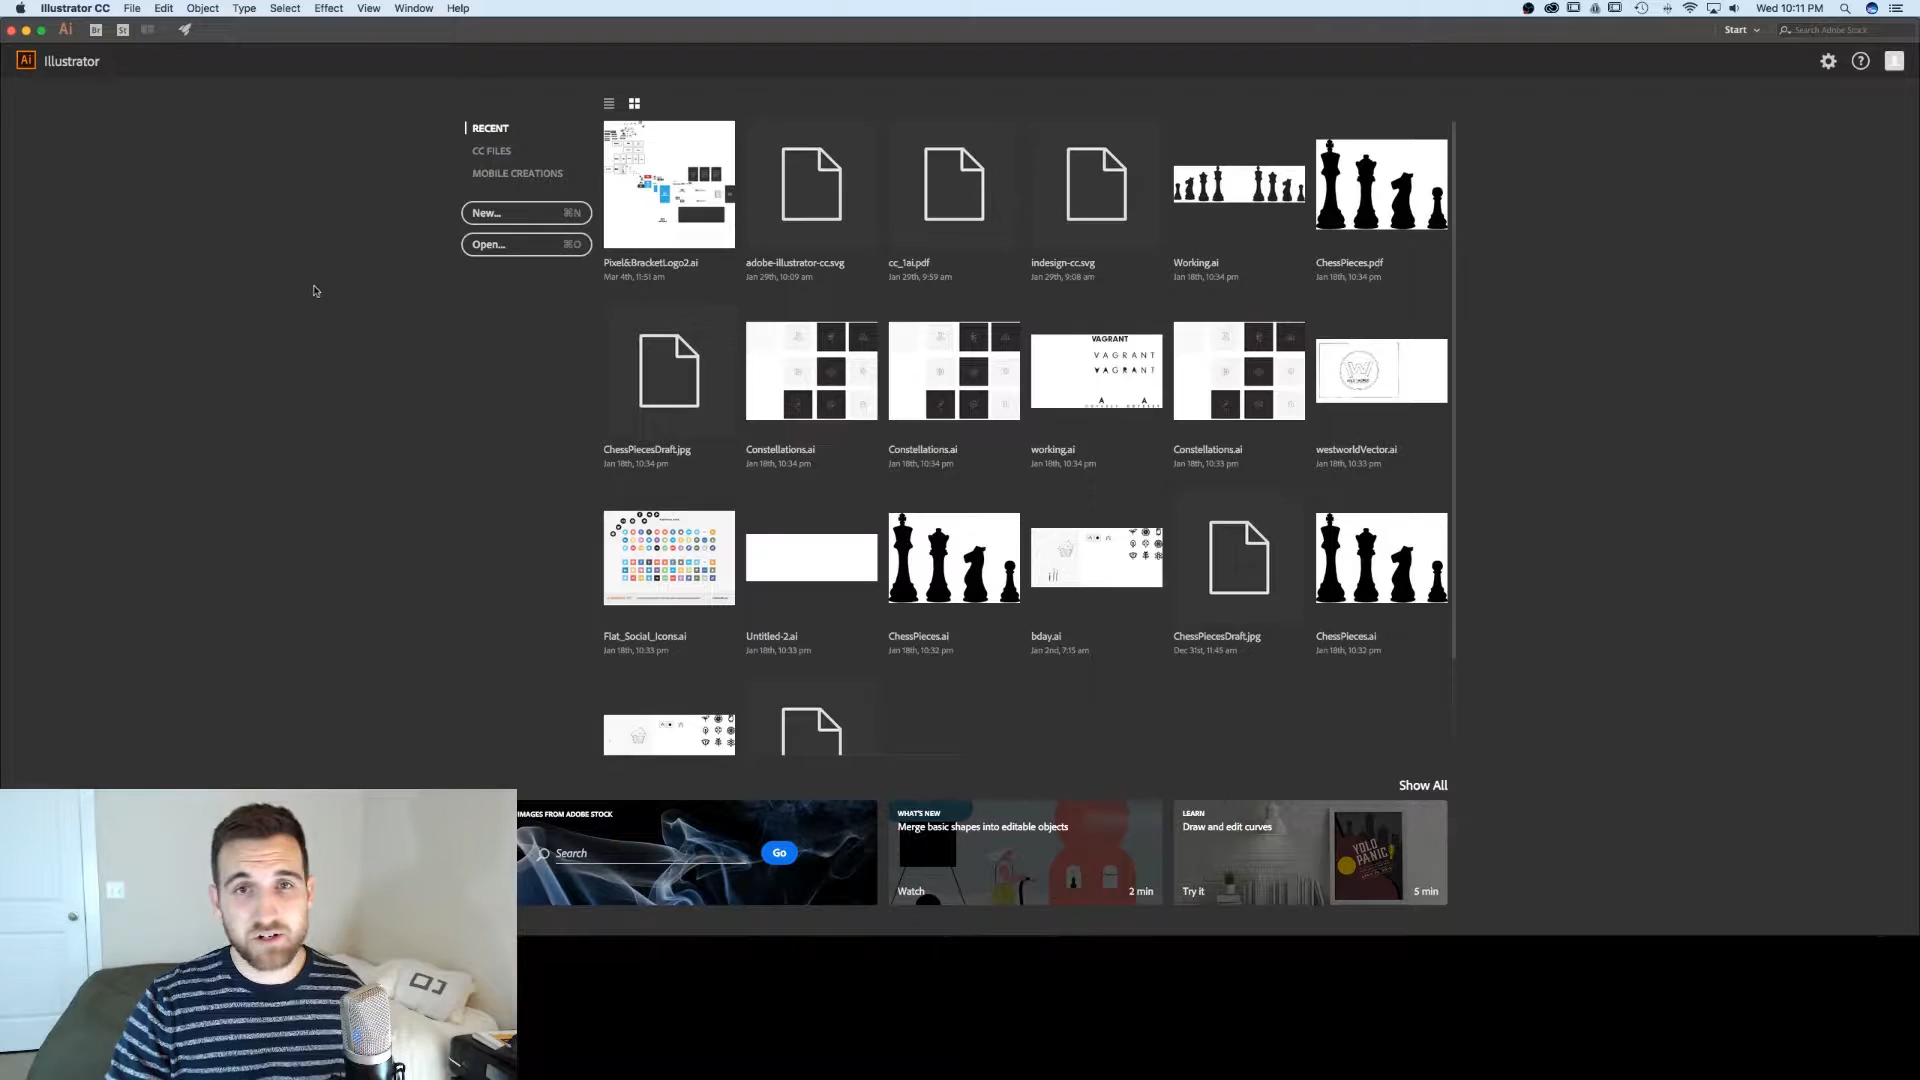 Illustrator CC File Edit Object Type Select Effect View Window Help
Wed 10:11 PM
Ai Br St
Start
Search Adobe Stock
Ai Illustrator
RECENT
CC FILES
MOBILE CREATIONS
New... ⌘N
Open... ⌘O
Pixel&BracketLogo2.ai
Mar 4th, 11:51 am
adobe-illustrator-cc.svg
Jan 29th, 10:09 am
cc_1ai.pdf
Jan 29th, 9:59 am
indesign-cc.svg
Jan 29th, 9:08 am
Working.ai
Jan 18th, 10:34 pm
ChessPieces.pdf
Jan 18th, 10:34 pm
VAGRANT
VAGRANT
VAGRANT
ChessPiecesDraft.jpg
Jan 18th, 10:34 pm
Constellations.ai
Jan 18th, 10:34 pm
Constellations.ai
Jan 18th, 10:34 pm
working.ai
Jan 18th, 10:34 pm
Constellations.ai
Jan 18th, 10:33 pm
westworldVector.ai
Jan 18th, 10:33 pm
Flat_Social_Icons.ai
Jan 18th, 10:33 pm
Untitled-2.ai
Jan 18th, 10:33 pm
ChessPieces.ai
Jan 18th, 10:32 pm
bday.ai
Jan 2nd, 7:15 am
ChessPiecesDraft.jpg
Dec 31st, 11:45 am
ChessPieces.ai
Jan 18th, 10:32 pm
Show All
IMAGES FROM ADOBE STOCK
Search
Go
WHAT'S NEW
Merge basic shapes into editable objects
Watch 2 min
LEARN
Draw and edit curves
YOLO
PANIC
Try it 5 min